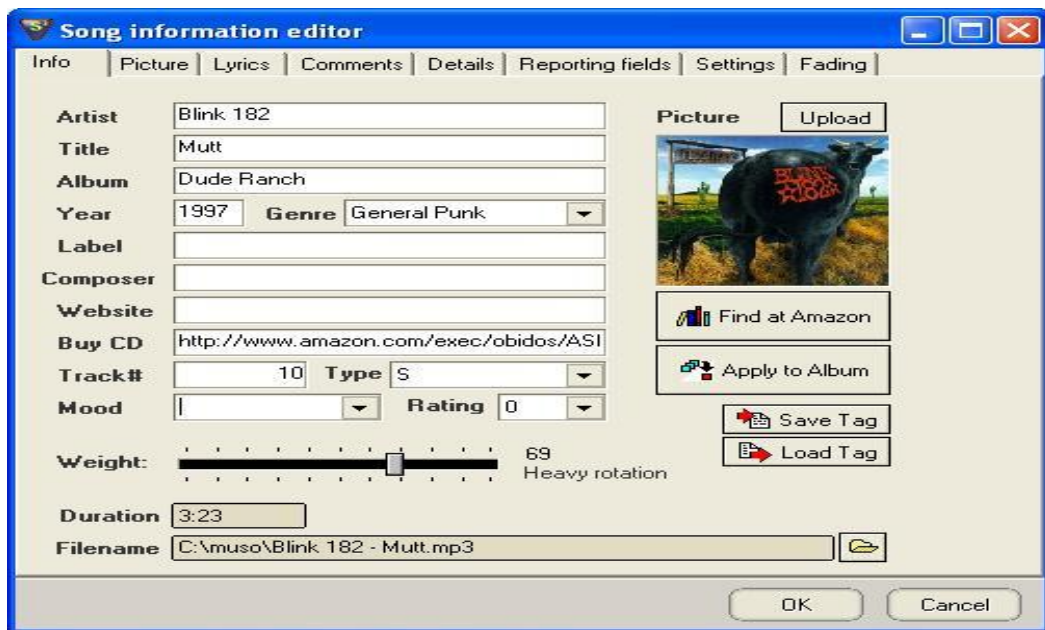 Song information editor
Info Picture Lyrics Comments Details Reporting fields Settings Fading
Artist Blink 182
Picture Upload
Title Mutt
Album Dude Ranch
Year 1997 Genre General Punk
Label
Composer
Website
Find at Amazon
Buy CD http://www.amazon.com/exec/obidos/ASI
Track# 10 Type S
Apply to Album
Mood Rating 0
Save Tag
Weight: 69
Heavy rotation
Load Tag
Duration 3:23
Filename C:\muso\Blink 182 - Mutt.mp3
OK Cancel